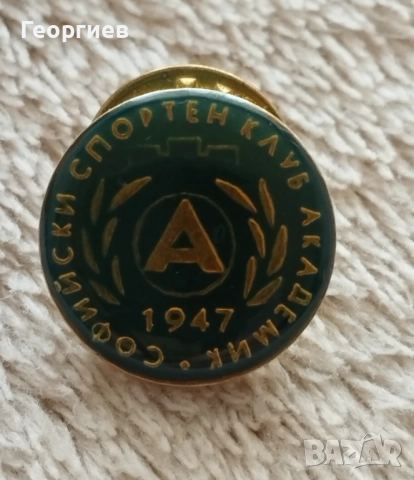 Георгиев
СОФИЙСКИ СПОРТЕН КЛУБ АКАДЕМИК •
А
1947
BAZAR